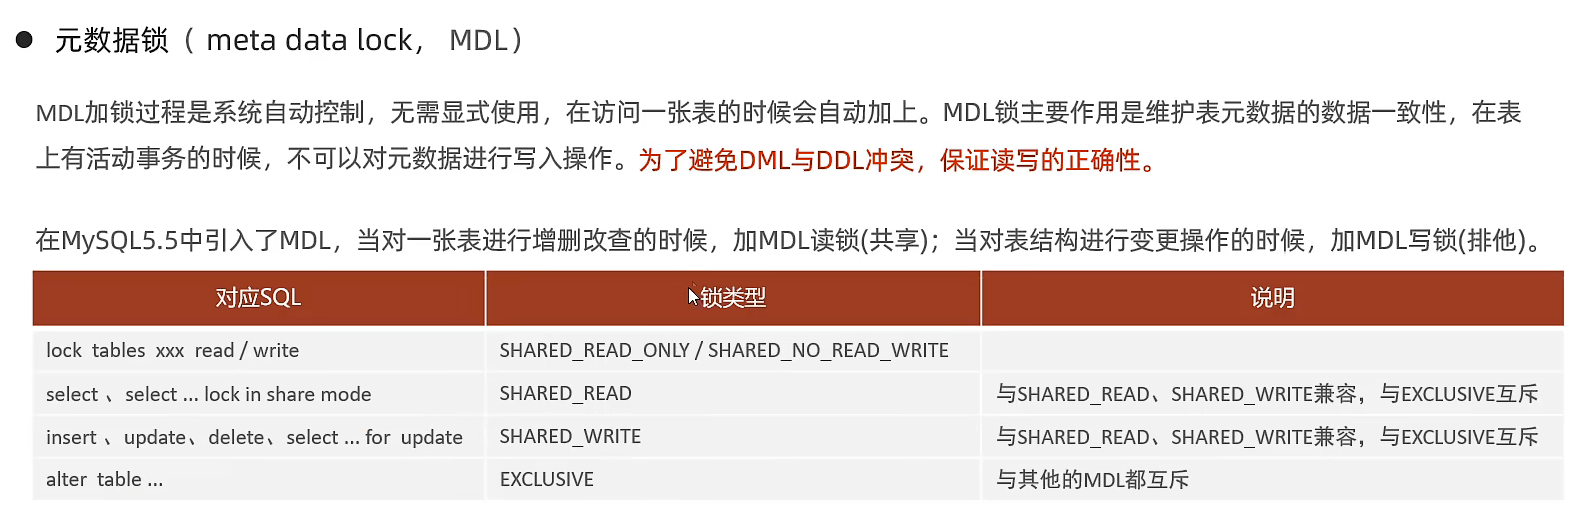 ● 元数据锁（ meta data lock， MDL）
MDL加锁过程是系统自动控制，无需显式使用，在访问一张表的时候会自动加上。MDL锁主要作用是维护表元数据的数据一致性，在表
上有活动事务的时候，不可以对元数据进行写入操作。为了避免DML与DDL冲突，保证读写的正确性。
在MySQL5.5中引入了MDL，当对一张表进行增删改查的时候，加MDL读锁(共享)；当对表结构进行变更操作的时候，加MDL写锁(排他)。
对应SQL 锁类型 说明
lock tables xxx read / write SHARED_READ_ONLY / SHARED_NO_READ_WRITE
select 、select ... lock in share mode SHARED_READ 与SHARED_READ、SHARED_WRITE兼容，与EXCLUSIVE互斥
insert 、update、delete、select ... for update SHARED_WRITE 与SHARED_READ、SHARED_WRITE兼容，与EXCLUSIVE互斥
alter table ... EXCLUSIVE 与其他的MDL都互斥